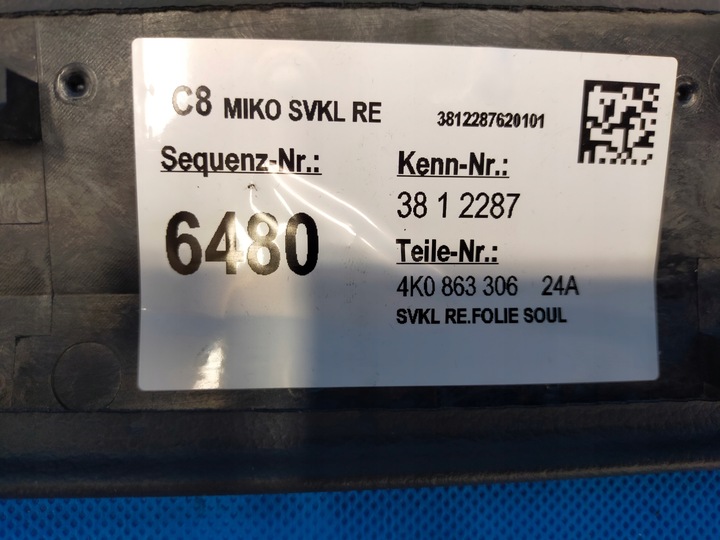 C8 MIKO SVKL RE
3812287620101
Sequenz-Nr.:
6480
Kenn-Nr.:
38 1 2287
Teile-Nr.:
4K0 863 306 24A
SVKL RE.FOLIE SOUL